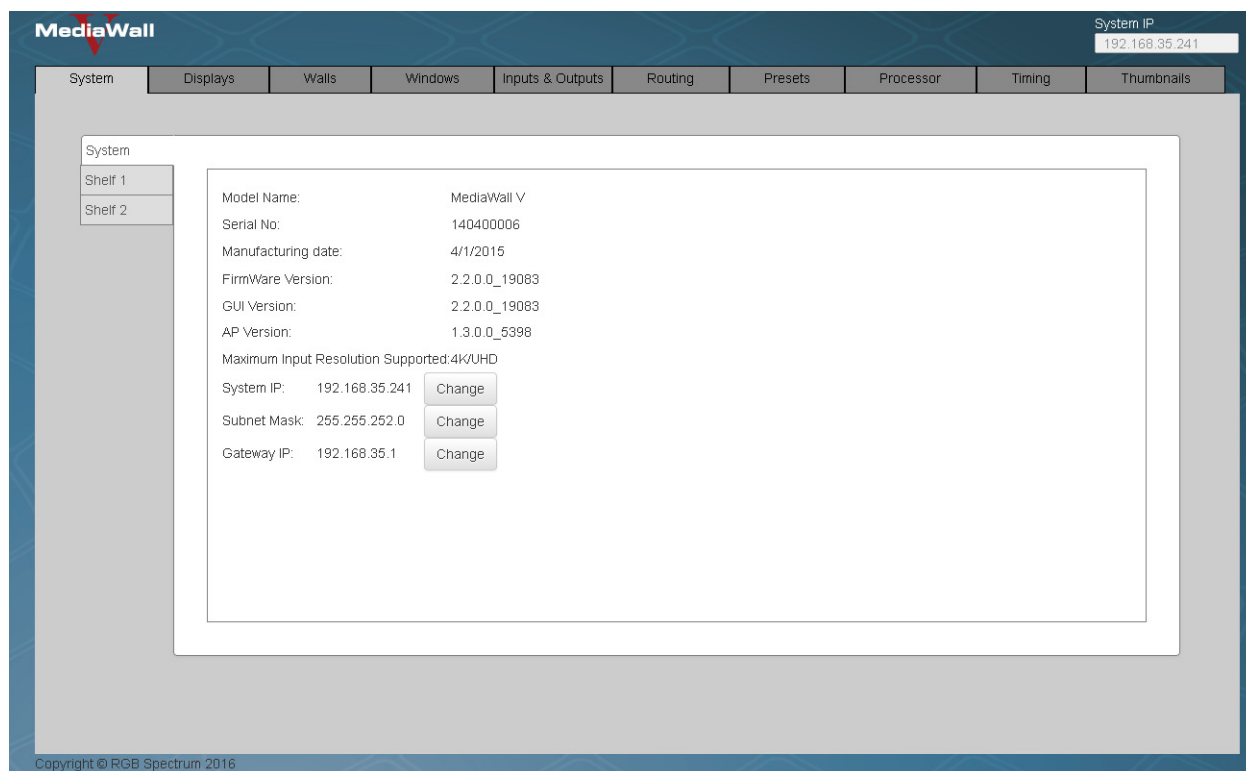 MediaWall
V
System IP
192.168.35.241
System Displays Walls Windows Inputs & Outputs Routing Presets Processor Timing Thumbnails
System
Shelf 1
Shelf 2
Model Name: MediaWall V
Serial No: 140400006
Manufacturing date: 4/1/2015
FirmWare Version: 2.2.0.0_19083
GUI Version: 2.2.0.0_19083
AP Version: 1.3.0.0_5398
Maximum Input Resolution Supported:4K/UHD
System IP: 192.168.35.241 Change
Subnet Mask: 255.255.252.0 Change
Gateway IP: 192.168.35.1 Change
Copyright © RGB Spectrum 2016